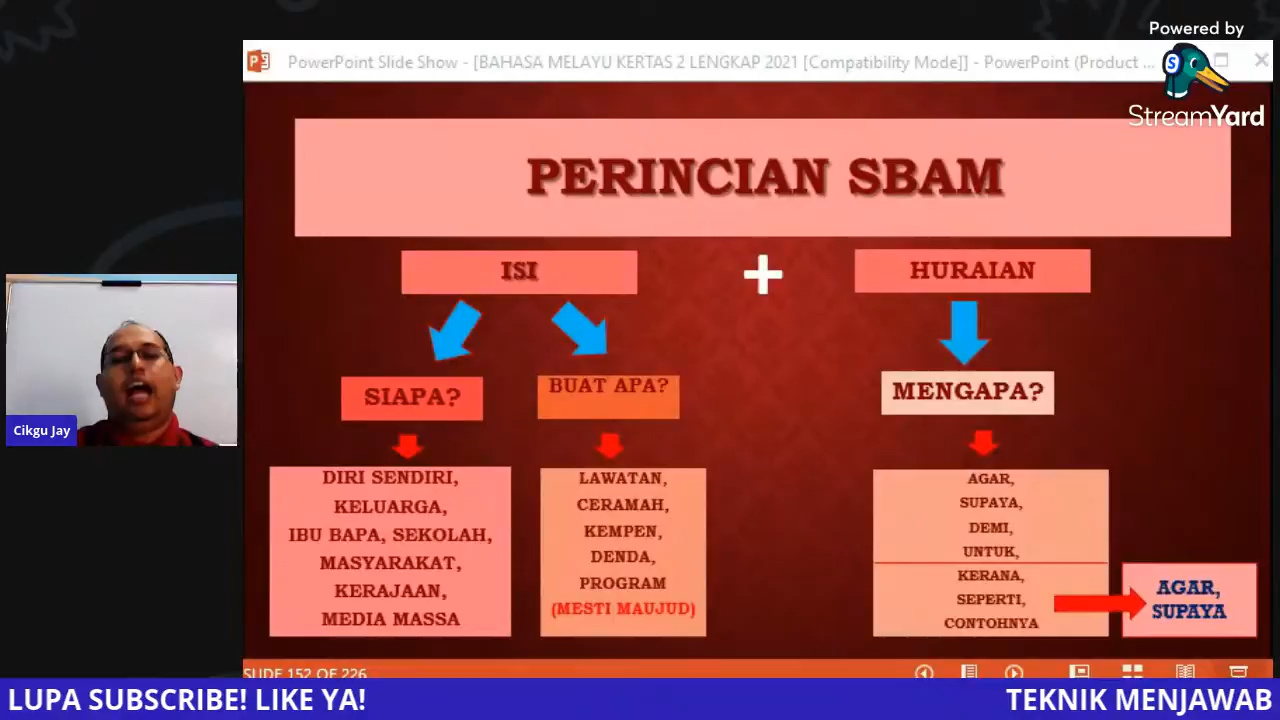 Powered by
StreamYard
PowerPoint Slide Show - [BAHASA MELAYU KERTAS 2 LENGKAP 2021 [Compatibility Mode]] - PowerPoint (Product ...
PERINCIAN SBAM
ISI
+
HURAIAN
SIAPA?
BUAT APA?
MENGAPA?
DIRI SENDIRI,
KELUARGA,
IBU BAPA, SEKOLAH,
MASYARAKAT,
KERAJAAN,
MEDIA MASSA
LAWATAN,
CERAMAH,
KEMPEN,
DENDA,
PROGRAM
(MESTI MAUJUD)
AGAR,
SUPAYA,
DEMI,
UNTUK,
KERANA,
SEPERTI,
CONTOHNYA
AGAR,
SUPAYA
Cikgu Jay
SLIDE 152 OF 226
LUPA SUBSCRIBE! LIKE YA!
TEKNIK MENJAWAB